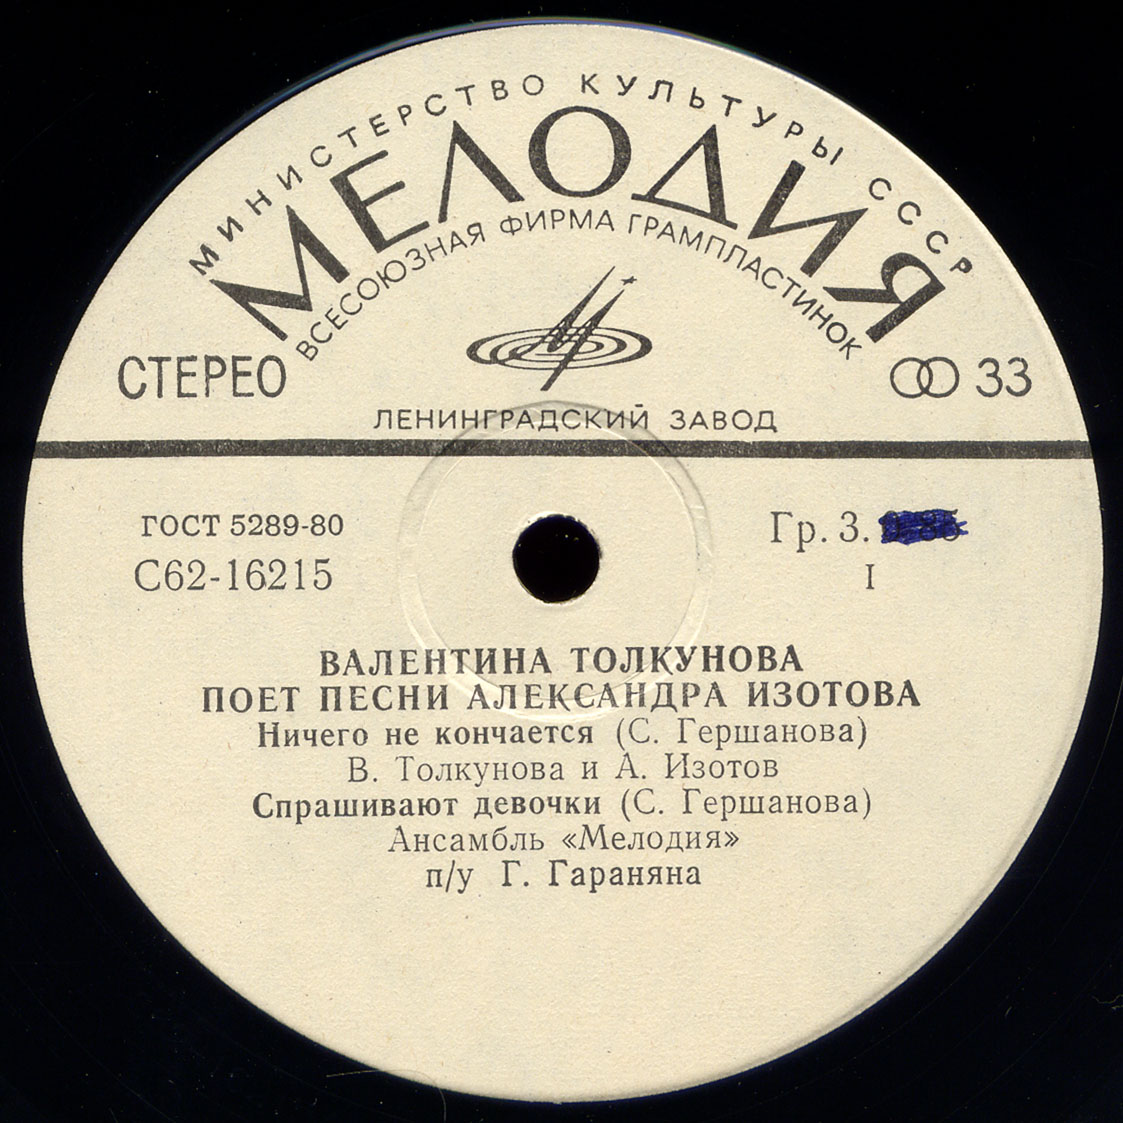 МИНИСТЕРСТВО КУЛЬТУРЫ СССР
МЕЛОДИЯ
ВСЕСОЮЗНАЯ ФИРМА ГРАМПЛАСТИНОК
СТЕРЕО
33
ЛЕНИНГРАДСКИЙ ЗАВОД
ГОСТ 5289-80
Гр. 3.
С62-16215
I
ВАЛЕНТИНА ТОЛКУНОВА
ПОЕТ ПЕСНИ АЛЕКСАНДРА ИЗОТОВА
Ничего не кончается (С. Гершанова)
В. Толкунова и А. Изотов
Спрашивают девочки (С. Гершанова)
Ансамбль «Мелодия»
п/у Г. Гараняна